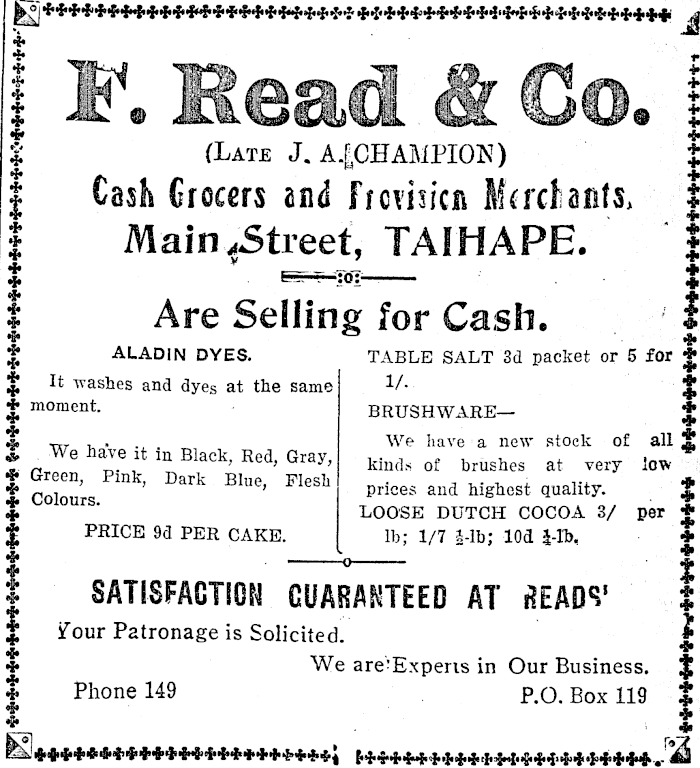 F. Read & Co.
(LATE J. A. CHAMPION)
Cash Grocers and Provision Merchants,
Main Street, TAIHAPE.
Are Selling for Cash.
ALADIN DYES.
It washes and dyes at the same
moment.
We have it in Black, Red, Gray,
Green, Pink, Dark Blue, Flesh
Colours.
PRICE 9d PER CAKE.
TABLE SALT 3d packet or 5 for
1/.
BRUSHWARE—
We have a new stock of all
kinds of brushes at very low
prices and highest quality.
LOOSE DUTCH COCOA 3/ per
lb; 1/7 ½-lb; 10d ¼-lb.
SATISFACTION GUARANTEED AT READS'
Your Patronage is Solicited.
We are Experts in Our Business.
Phone 149
P.O. Box 119